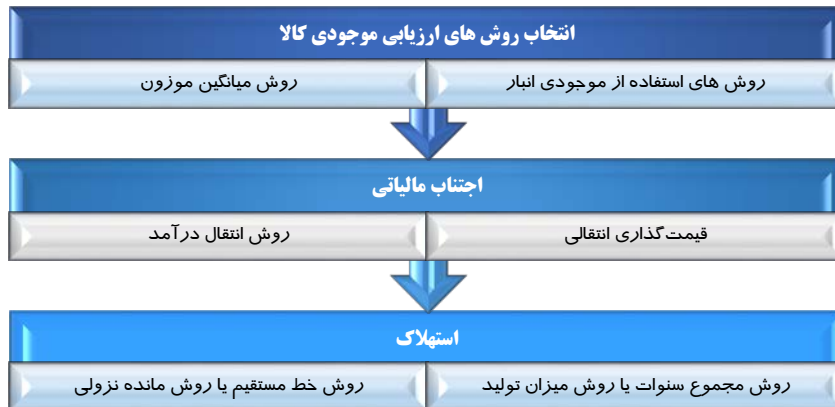 انتخاب روش های ارزیابی موجودی کالا
روش های استفاده از موجودی انبار
روش میانگین موزون
اجتناب مالیاتی
قیمت‌گذاری انتقالی
روش انتقال درآمد
استهلاک
روش مجموع سنوات یا روش میزان تولید
روش خط مستقیم یا روش مانده نزولی